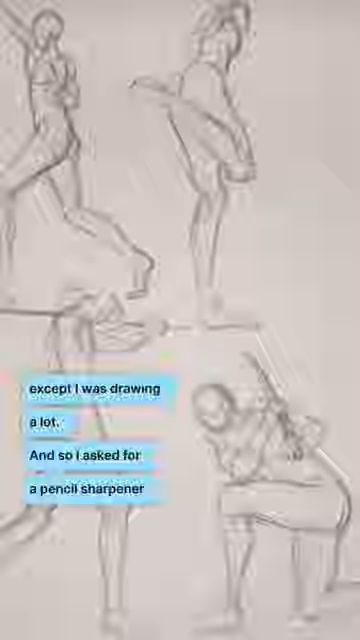 except I was drawing
a lot.
And so I asked for
a pencil sharpener